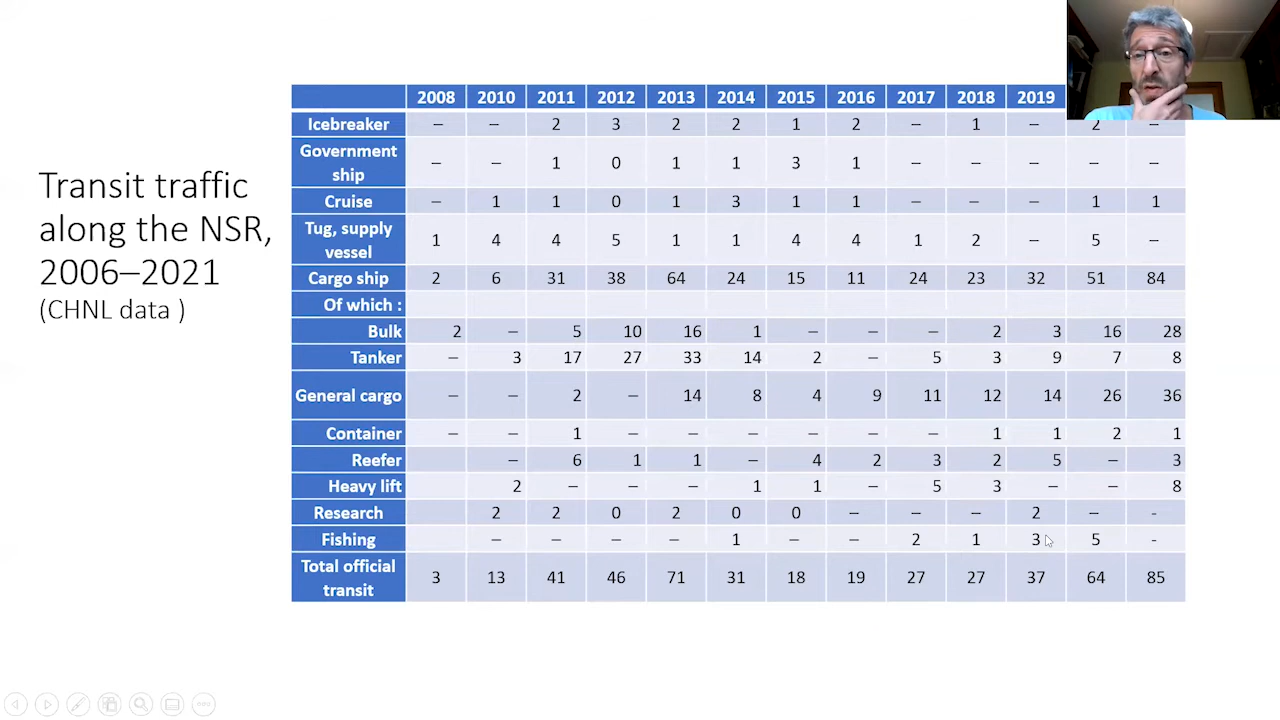 Transit traffic
along the NSR,
2006–2021
(CHNL data )
2008 2010 2011 2012 2013 2014 2015 2016 2017 2018 2019
Icebreaker – – 2 3 2 2 1 2 – 1 – 2 –
Government
ship – – 1 0 1 1 3 1 – – – – –
Cruise – 1 1 0 1 3 1 1 – – – 1 1
Tug, supply
vessel 1 4 4 5 1 1 4 4 1 2 – 5 –
Cargo ship 2 6 31 38 64 24 15 11 24 23 32 51 84
Of which :
Bulk 2 – 5 10 16 1 – – – 2 3 16 28
Tanker – 3 17 27 33 14 2 – 5 3 9 7 8
General cargo – – 2 – 14 8 4 9 11 12 14 26 36
Container – – 1 – – – – – – 1 1 2 1
Reefer – 6 1 1 – 4 2 3 2 5 – 3
Heavy lift 2 – – – 1 1 – 5 3 – – 8
Research 2 2 0 2 0 0 – – – 2 – -
Fishing – – – – 1 – – 2 1 3 5 -
Total official
transit 3 13 41 46 71 31 18 19 27 27 37 64 85